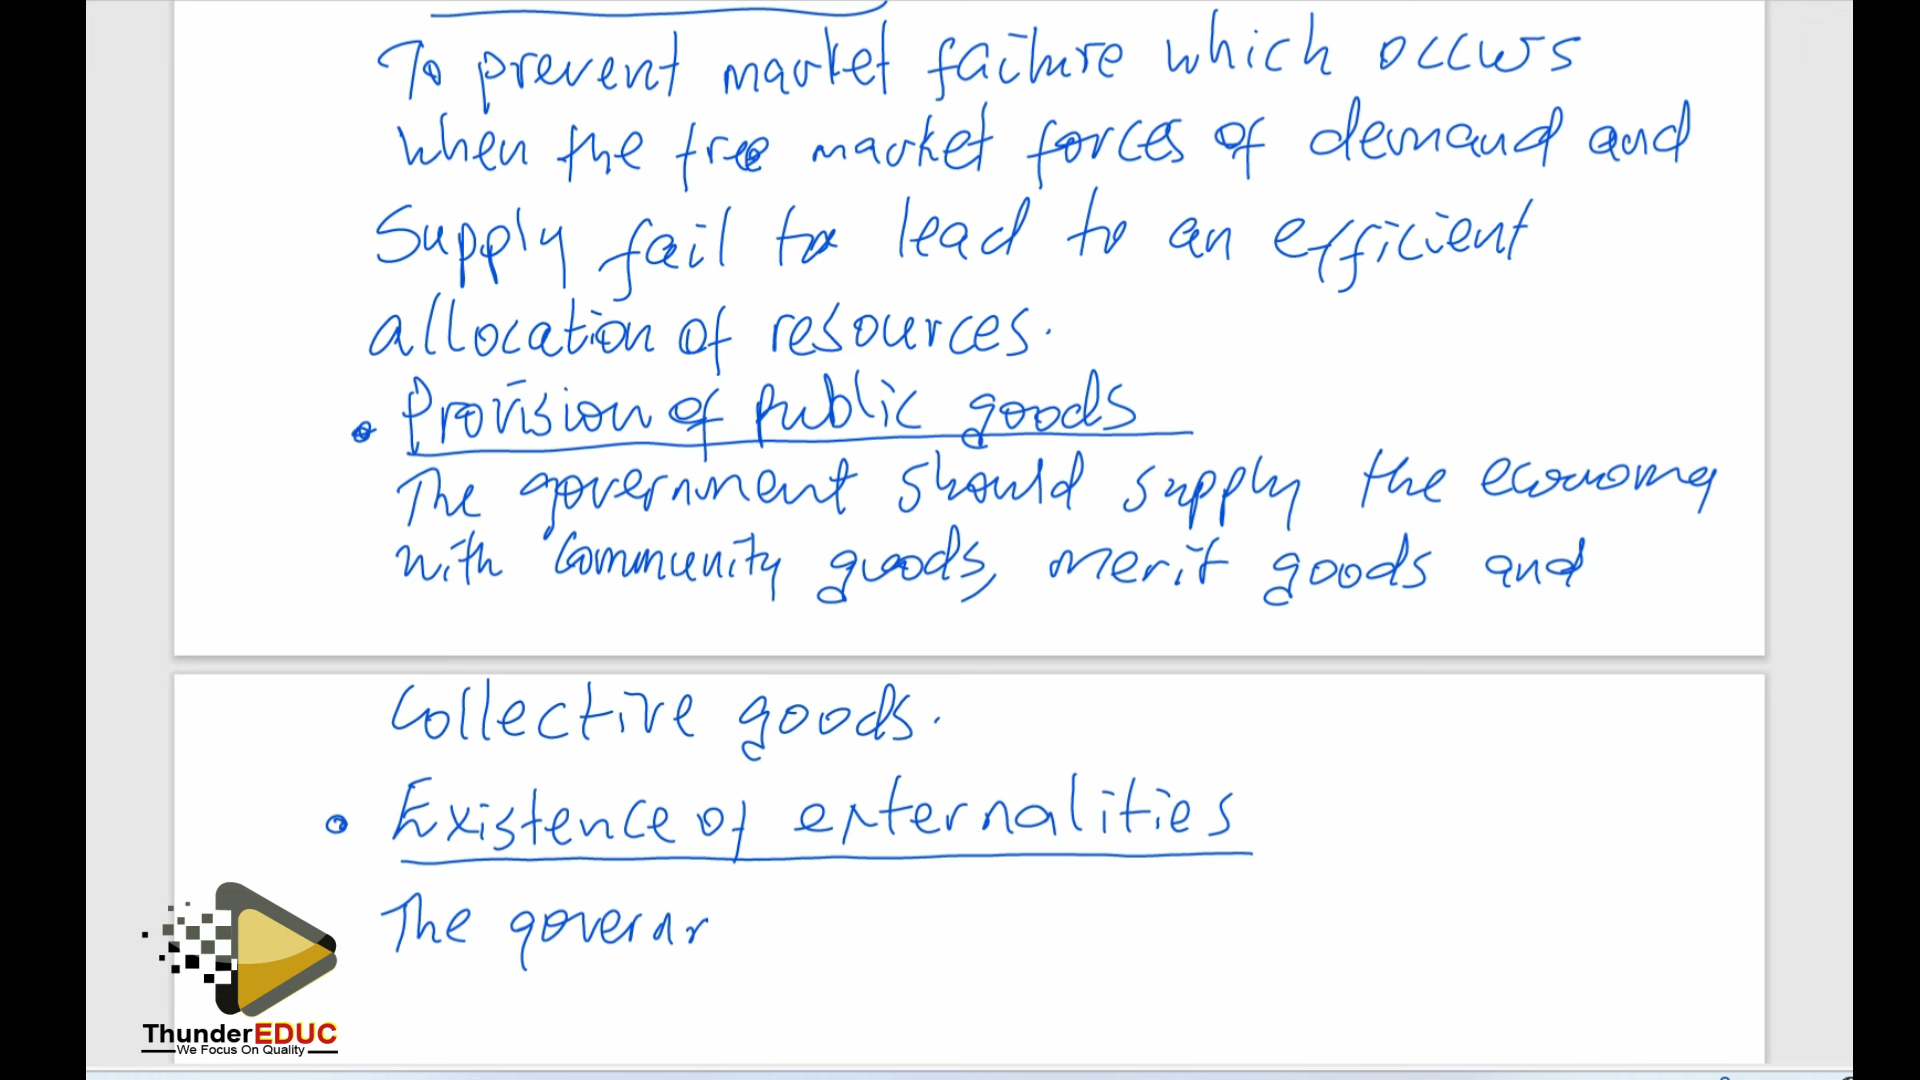 To prevent market failure which occurs
when the free market forces of demand and
Supply fail to lead to an efficient
allocation of resources.
• Provision of public goods
The government should supply the economy
with community goods, merit goods and
Collective goods.
• Existence of externalities
The governr
ThunderEDUC
We Focus On Quality